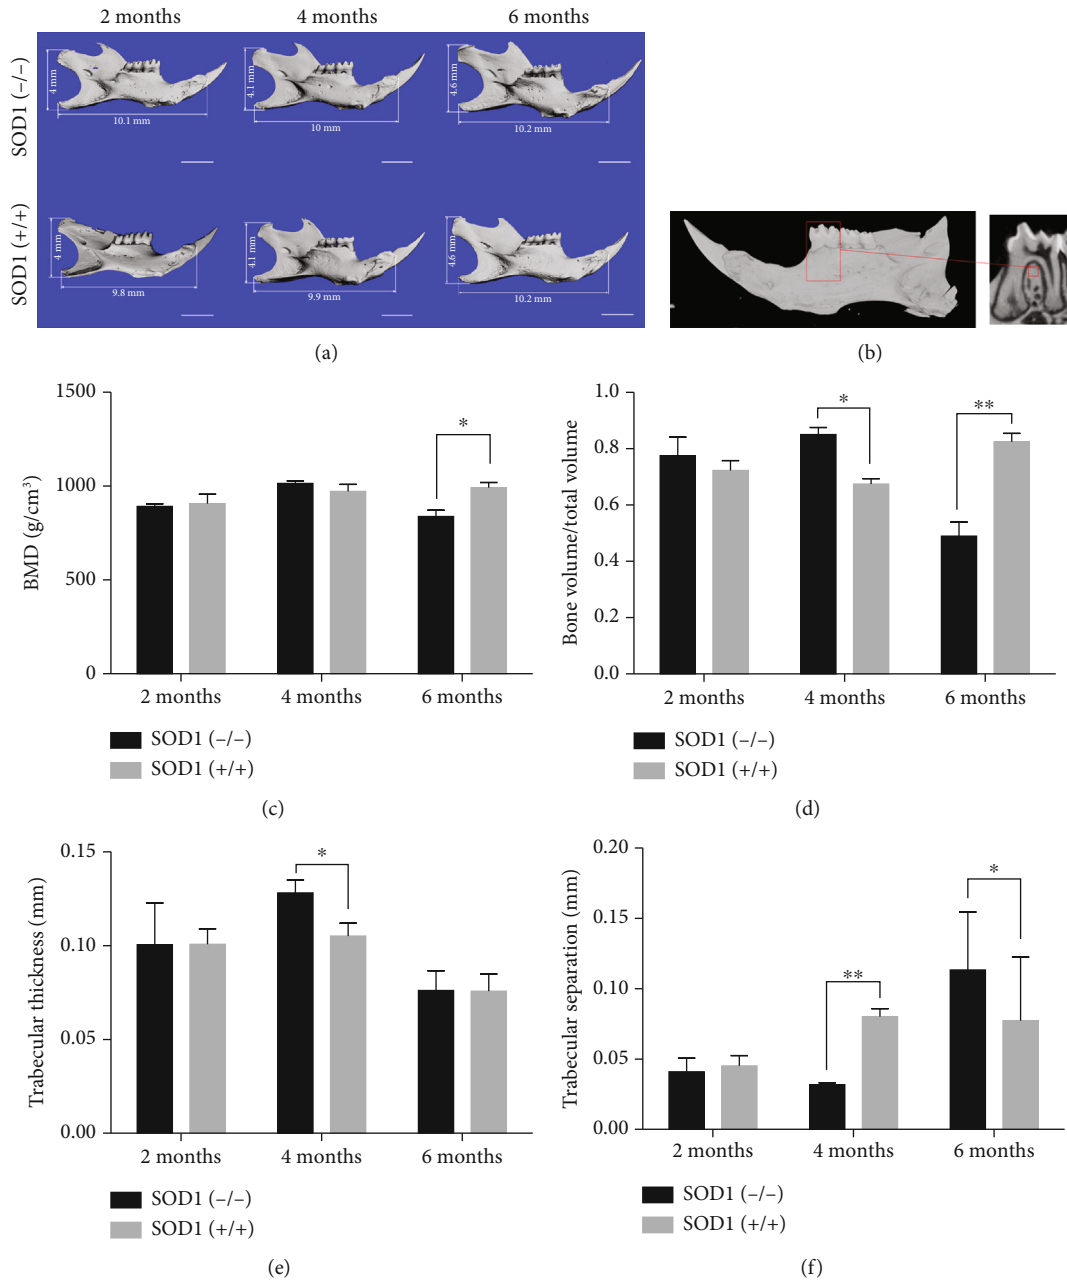 2 months 4 months 6 months
SOD1 (–/–)
4 mm
10.1 mm
4.1 mm
10 mm
4.6 mm
10.2 mm
SOD1 (+/+)
4 mm
9.8 mm
4.1 mm
9.9 mm
4.6 mm
10.2 mm
(a)
(b)
BMD (g/cm³)
1500
1000
500
0
*
2 months 4 months 6 months
SOD1 (–/–)
SOD1 (+/+)
(c)
Bone volume/total volume
1.0
0.8
0.6
0.4
0.2
0.0
*
**
2 months 4 months 6 months
SOD1 (–/–)
SOD1 (+/+)
(d)
Trabecular thickness (mm)
0.15
0.10
0.05
0.00
*
2 months 4 months 6 months
SOD1 (–/–)
SOD1 (+/+)
(e)
Trabecular separation (mm)
0.20
0.15
0.10
0.05
0.00
**
*
2 months 4 months 6 months
SOD1 (–/–)
SOD1 (+/+)
(f)